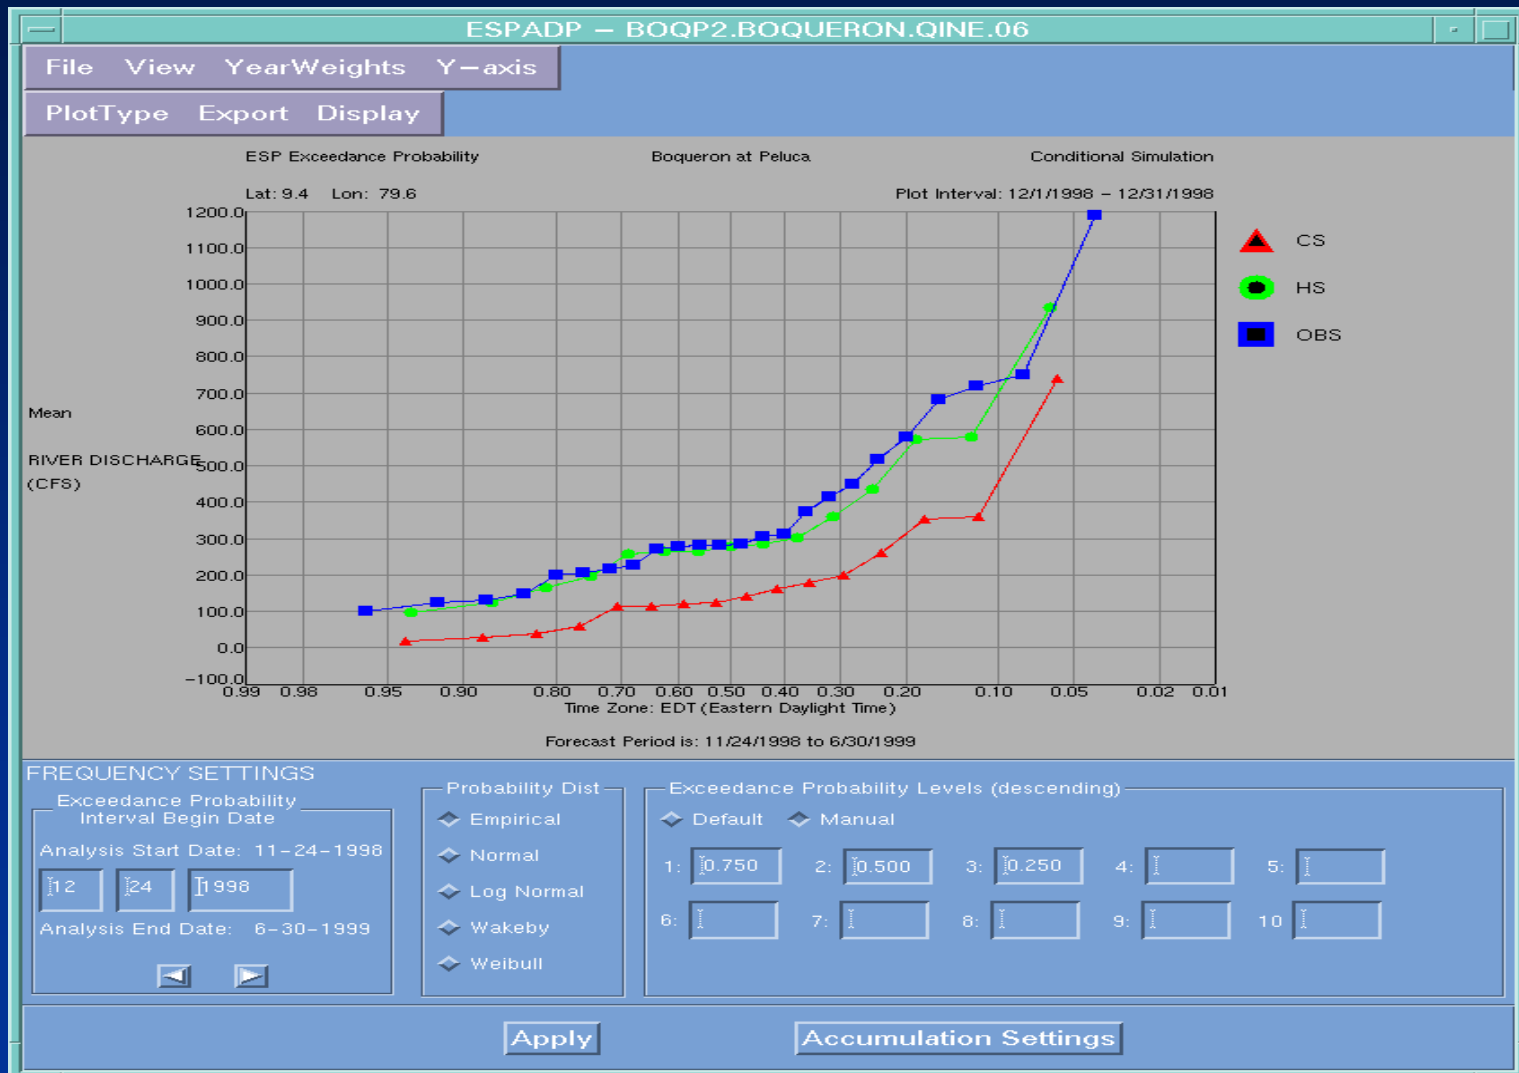 ESPADP – BOQP2.BOQUERON.QINE.06
File View YearWeights Y–axis
PlotType Export Display
ESP Exceedance Probability Boqueron at Peluca Conditional Simulation
Lat: 9.4 Lon: 79.6 Plot Interval: 12/1/1998 – 12/31/1998
1200.0
1100.0
1000.0
900.0
800.0
700.0
600.0
500.0
400.0
300.0
200.0
100.0
0.0
–100.0
Mean
RIVER DISCHARGE
(CFS)
CS
HS
OBS
0.99 0.98 0.95 0.90 0.80 0.70 0.60 0.50 0.40 0.30 0.20 0.10 0.05 0.02 0.01
Time Zone: EDT (Eastern Daylight Time)
Forecast Period is: 11/24/1998 to 6/30/1999
FREQUENCY SETTINGS
Exceedance Probability
Interval Begin Date
Analysis Start Date: 11–24–1998
12 24 1998
Analysis End Date: 6–30–1999
Probability Dist
Empirical
Normal
Log Normal
Wakeby
Weibull
Exceedance Probability Levels (descending)
Default Manual
1: 0.750 2: 0.500 3: 0.250 4: 5:
6: 7: 8: 9: 10
Apply Accumulation Settings